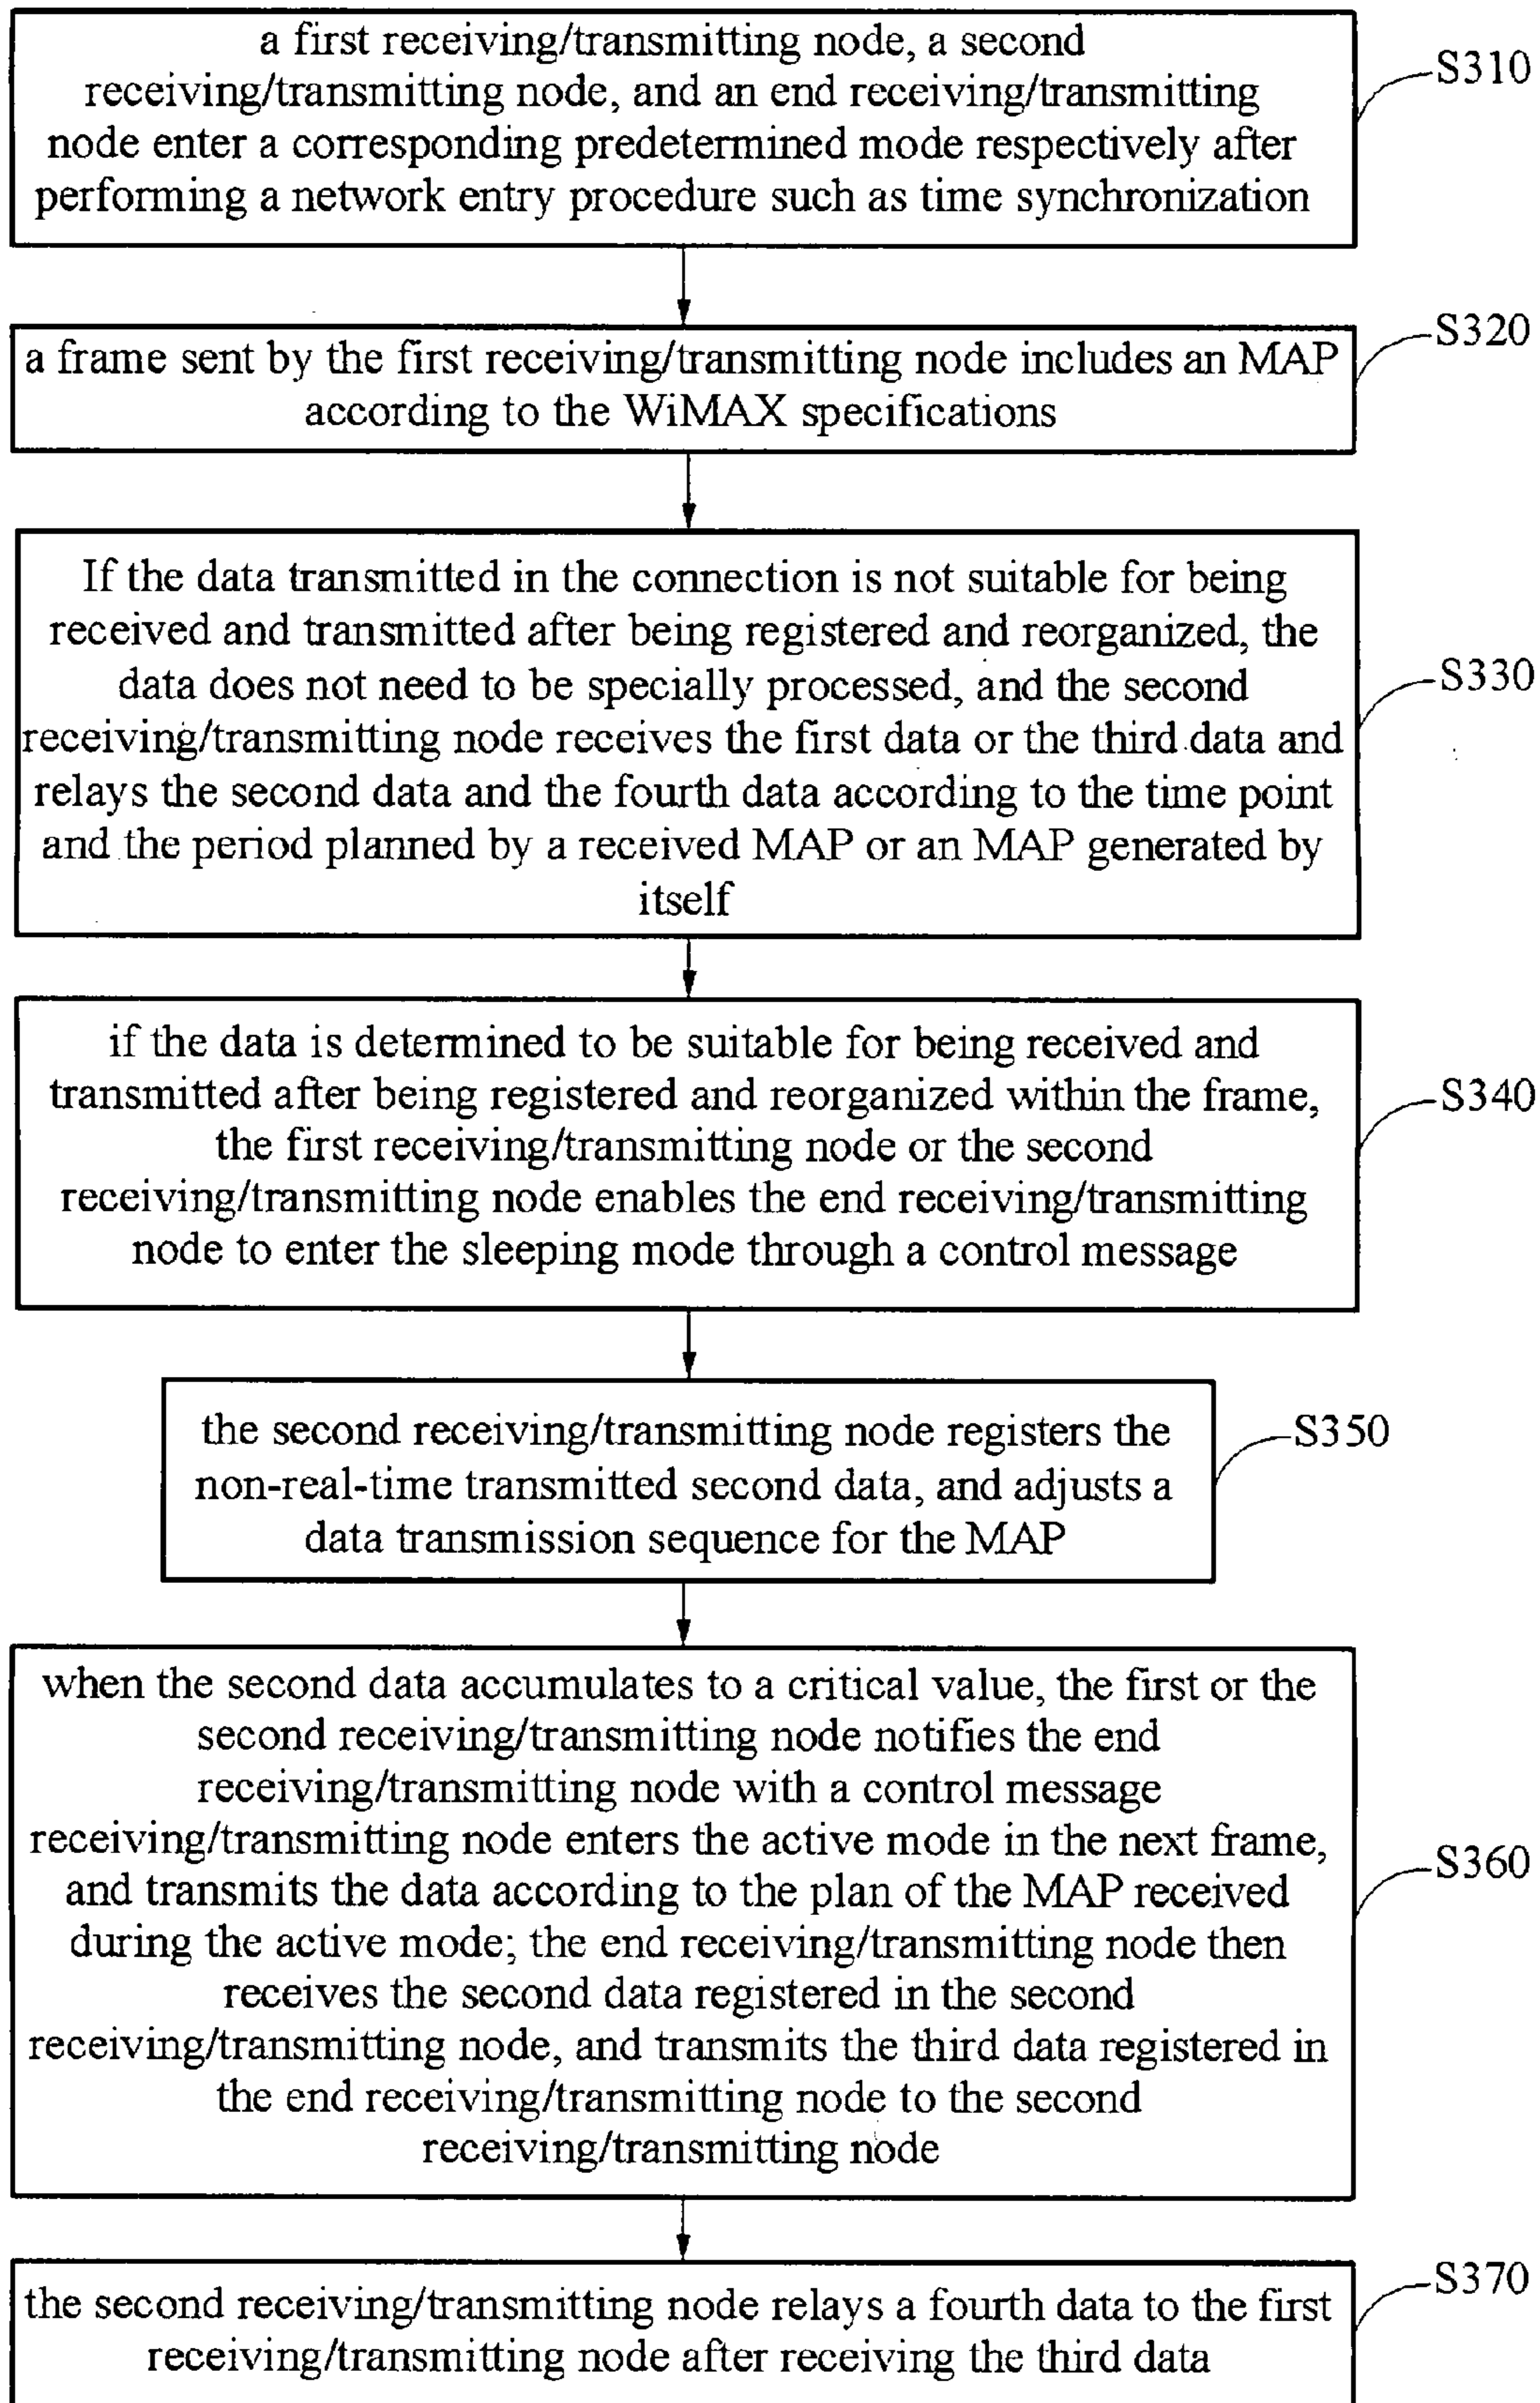 a first receiving/transmitting node, a second
receiving/transmitting node, and an end receiving/transmitting
node enter a corresponding predetermined mode respectively after
performing a network entry procedure such as time synchronization
S310
a frame sent by the first receiving/transmitting node includes an MAP
according to the WiMAX specifications
S320
If the data transmitted in the connection is not suitable for being
received and transmitted after being registered and reorganized, the
data does not need to be specially processed, and the second
receiving/transmitting node receives the first data or the third data and
relays the second data and the fourth data according to the time point
and the period planned by a received MAP or an MAP generated by
itself
S330
if the data is determined to be suitable for being received and
transmitted after being registered and reorganized within the frame,
the first receiving/transmitting node or the second
receiving/transmitting node enables the end receiving/transmitting
node to enter the sleeping mode through a control message
S340
the second receiving/transmitting node registers the
non-real-time transmitted second data, and adjusts a
data transmission sequence for the MAP
S350
when the second data accumulates to a critical value, the first or the
second receiving/transmitting node notifies the end
receiving/transmitting node with a control message
receiving/transmitting node enters the active mode in the next frame,
and transmits the data according to the plan of the MAP received
during the active mode; the end receiving/transmitting node then
receives the second data registered in the second
receiving/transmitting node, and transmits the third data registered in
the end receiving/transmitting node to the second
receiving/transmitting node
S360
the second receiving/transmitting node relays a fourth data to the first
receiving/transmitting node after receiving the third data
S370